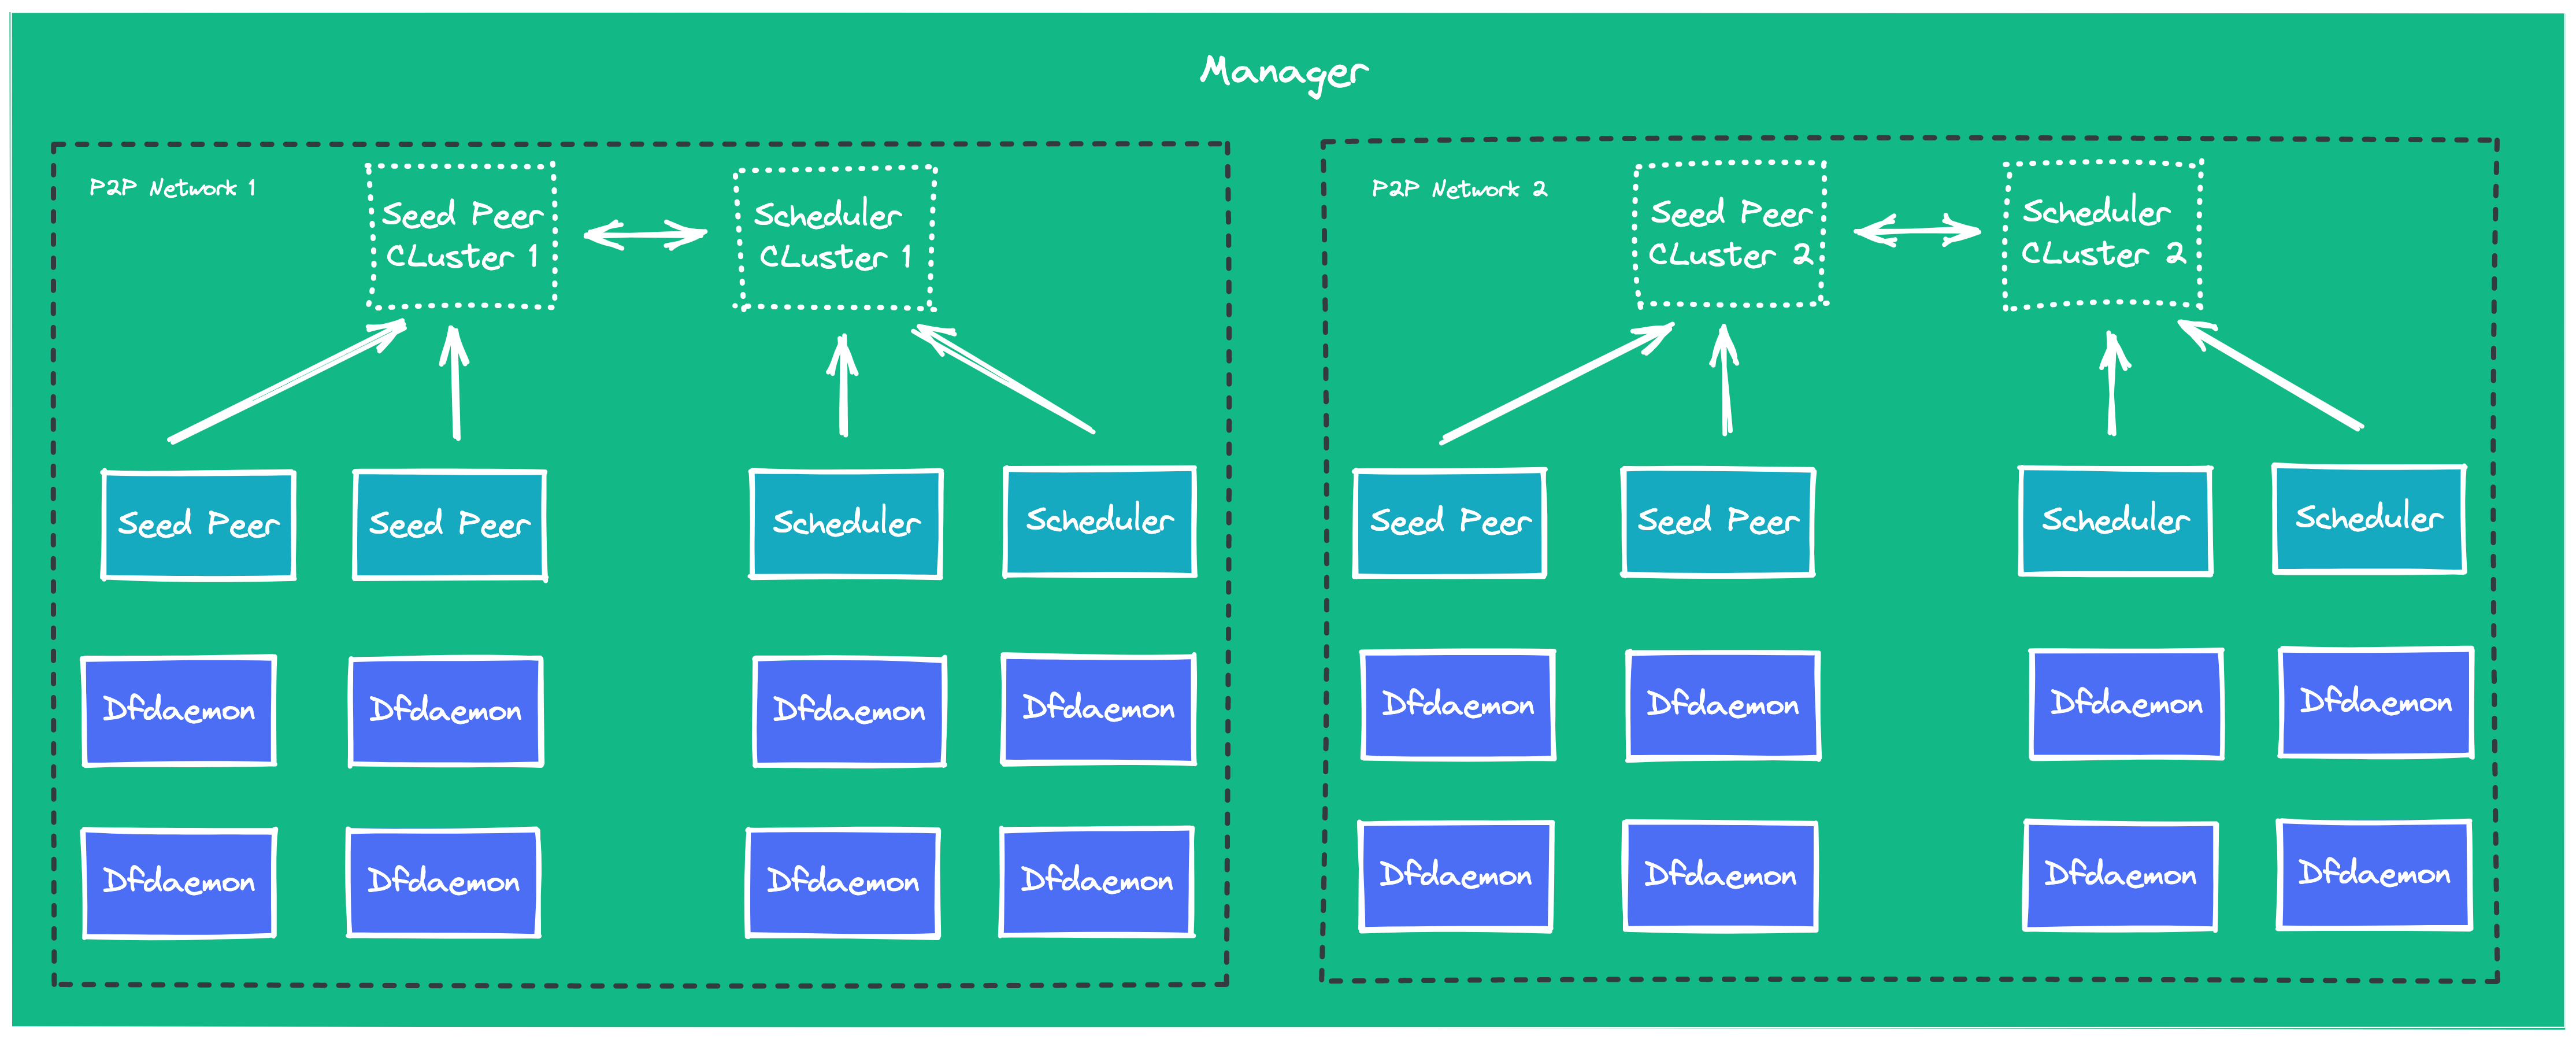 Manager
P2P Network 1
Seed Peer
CLuster 1
Scheduler
CLuster 1
Seed Peer
Seed Peer
Scheduler
Scheduler
Dfdaemon
Dfdaemon
Dfdaemon
Dfdaemon
Dfdaemon
Dfdaemon
Dfdaemon
Dfdaemon
P2P Network 2
Seed Peer
CLuster 2
Scheduler
CLuster 2
Seed Peer
Seed Peer
Scheduler
Scheduler
Dfdaemon
Dfdaemon
Dfdaemon
Dfdaemon
Dfdaemon
Dfdaemon
Dfdaemon
Dfdaemon